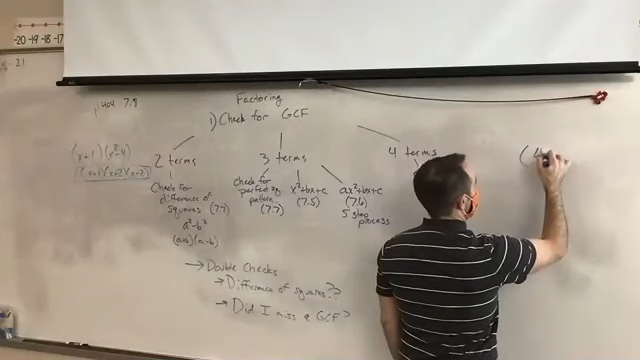 -20 -19 -18 -17
- 21
1404 7.8
Factoring
1) Check for GCF
(x+1)(x²-4)
(x+1)(x+2)(x-2)
2 terms
3 terms
4 terms
Check for
difference of
squares (7.7)
a²-b²
(a+b)(a-b)
Check for
perfect sq
pattern
(7.7)
x²+bx+c
(7.5)
ax²+bx+c
(7.6)
5 step
process
→ Double Checks
→ Difference of squares??
→ Did I miss a GCF?
(4